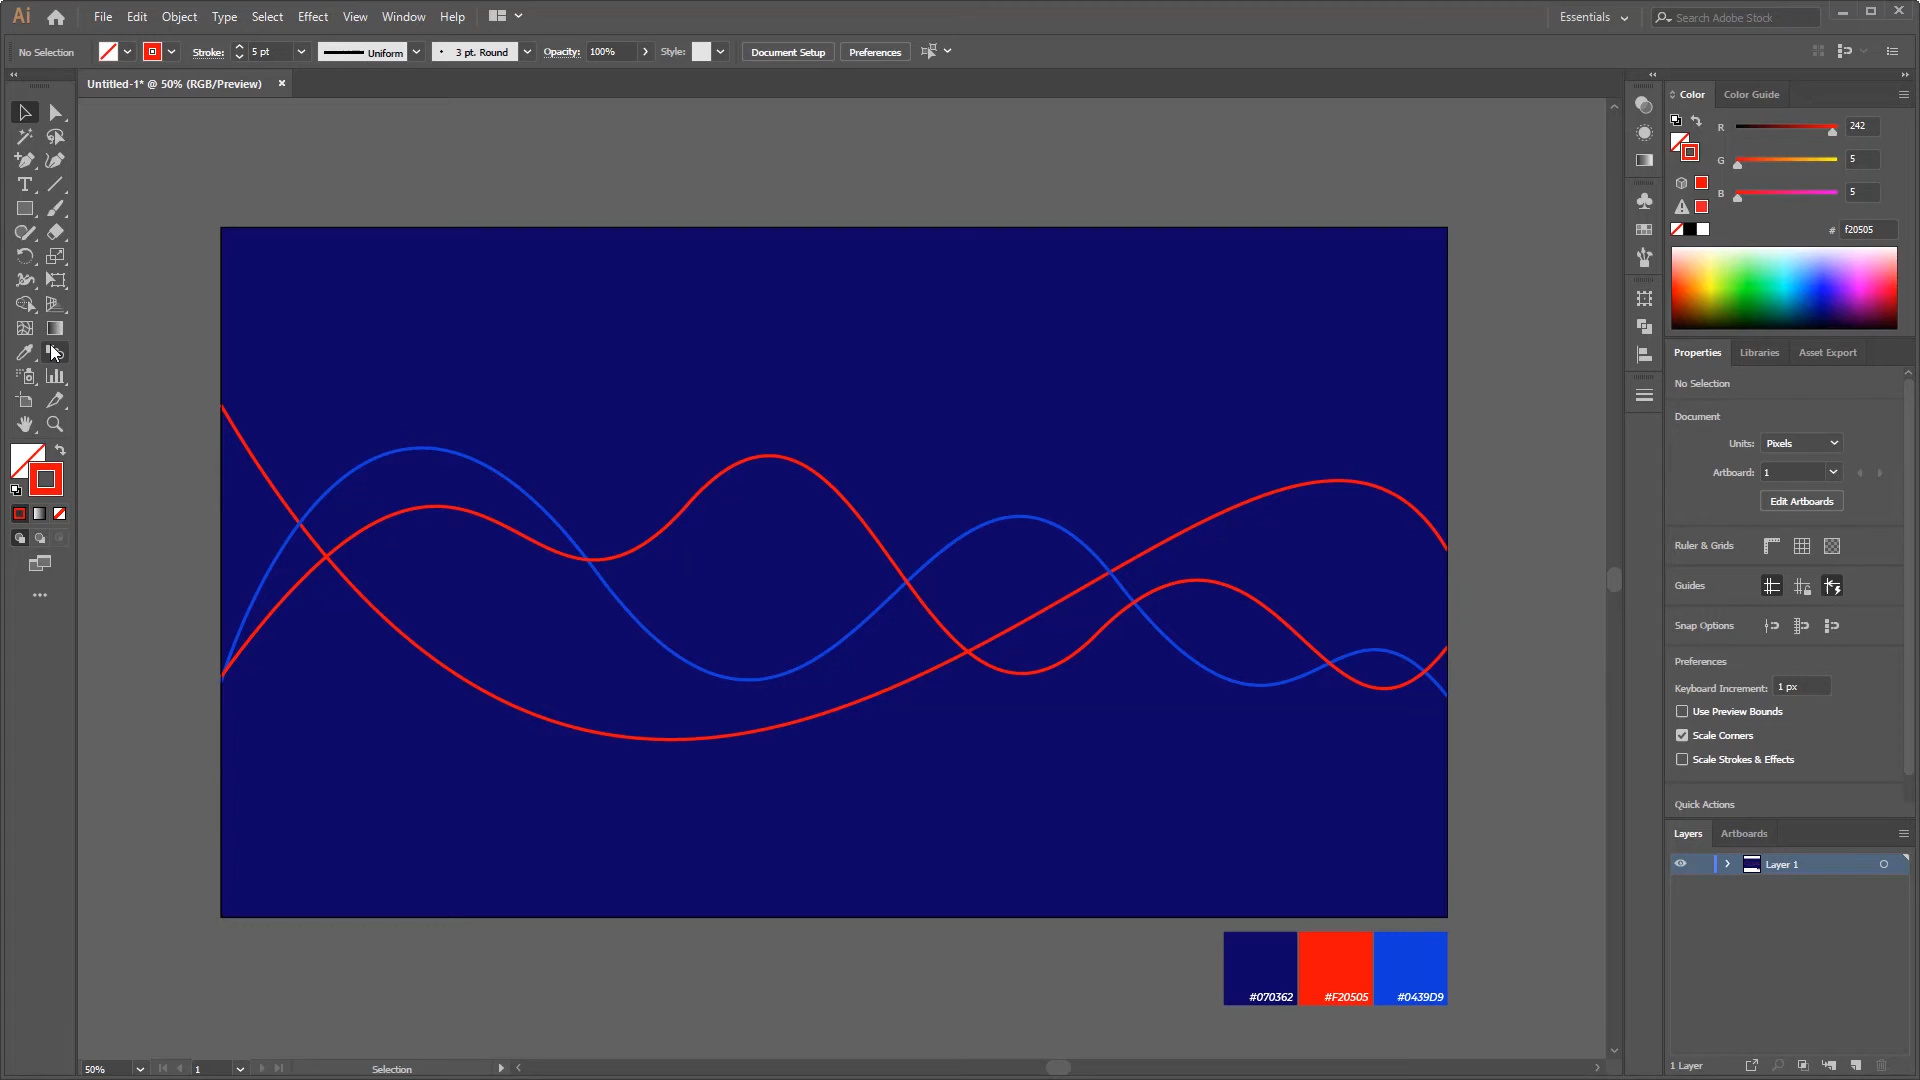 Ai File Edit Object Type Select Effect View Window Help Essentials Search Adobe Stock
No Selection Stroke: 5 pt Uniform 3 pt. Round Opacity: 100% Style: Document Setup Preferences
Untitled-1* @ 50% (RGB/Preview)
Color Color Guide
R 242
G 5
B 5
# f20505
Properties Libraries Asset Export
No Selection
Document
Units: Pixels
Artboard: 1
Edit Artboards
Ruler & Grids
Guides
Snap Options
Preferences
Keyboard Increment: 1 px
Use Preview Bounds
Scale Corners
Scale Strokes & Effects
Quick Actions
Layers Artboards
Layer 1
#070362 #F20505 #0439D9
50% 1 Selection
1 Layer